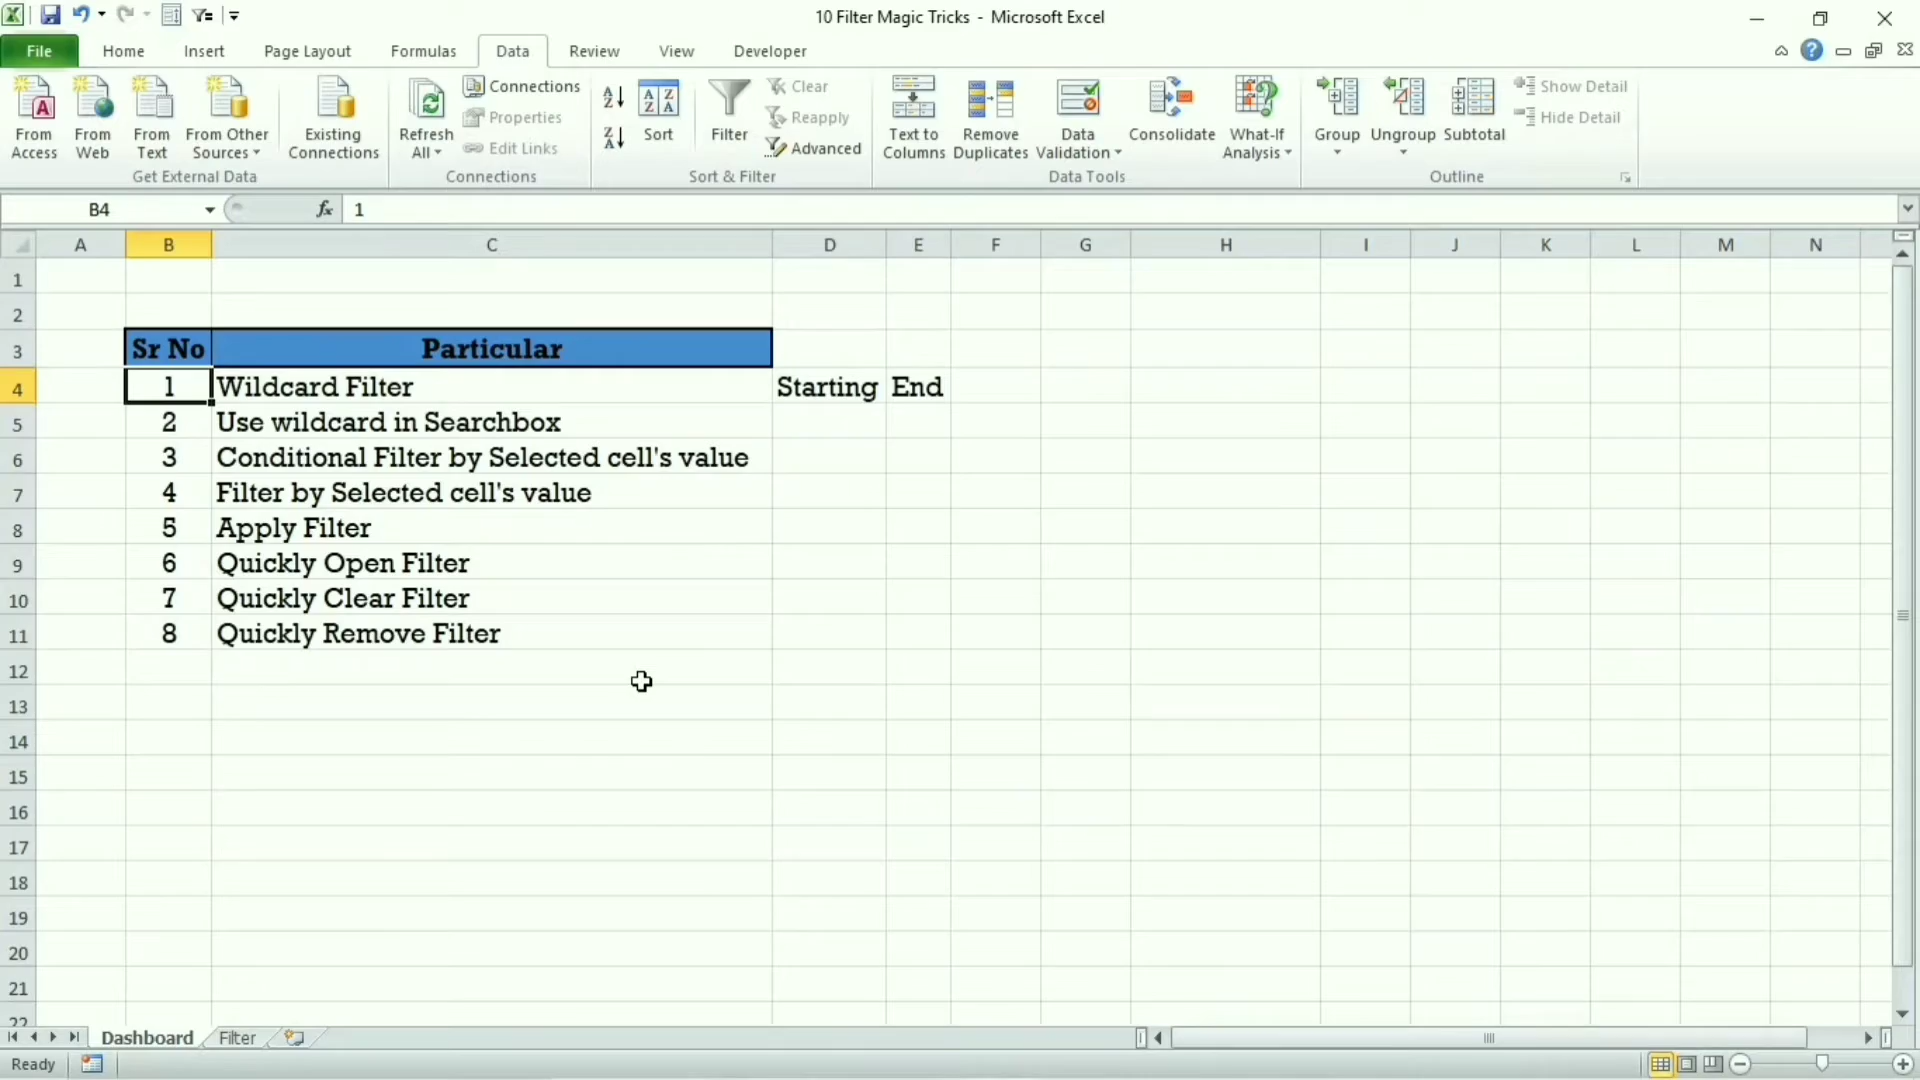 10 Filter Magic Tricks - Microsoft Excel
File Home Insert Page Layout Formulas Data Review View Developer
From Access
From Web
From Text
From Other Sources
Existing Connections
Get External Data
Refresh All
Connections
Properties
Edit Links
Connections
Sort
Filter
Clear
Reapply
Advanced
Sort & Filter
Text to Columns
Remove Duplicates
Data Validation
Consolidate
What-If Analysis
Data Tools
Group
Ungroup
Subtotal
Show Detail
Hide Detail
Outline
B4 fx 1
A B C D E F G H I J K L M N
1
2
3 Sr No Particular
4 1 Wildcard Filter Starting End
5 2 Use wildcard in Searchbox
6 3 Conditional Filter by Selected cell's value
7 4 Filter by Selected cell's value
8 5 Apply Filter
9 6 Quickly Open Filter
10 7 Quickly Clear Filter
11 8 Quickly Remove Filter
12
13
14
15
16
17
18
19
20
21
22
Dashboard Filter
Ready